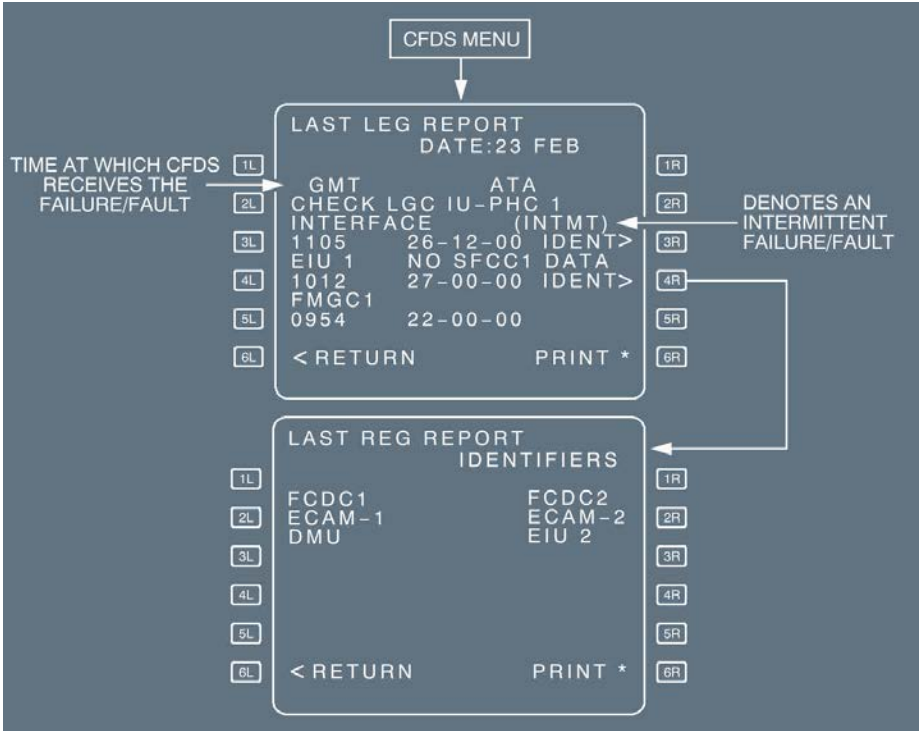 CFDS MENU
LAST LEG REPORT
DATE:23 FEB
TIME AT WHICH CFDS
RECEIVES THE
FAILURE/FAULT
1L
1R
GMT ATA
2L
CHECK LGC IU-PHC 1
2R
INTERFACE (INTMT)
DENOTES AN
INTERMITTENT
FAILURE/FAULT
3L
1105 26-12-00 IDENT>
3R
EIU 1 NO SFCC1 DATA
4L
1012 27-00-00 IDENT>
4R
FMGC1
5L
0954 22-00-00
5R
6L
<RETURN PRINT *
6R
LAST REG REPORT
IDENTIFIERS
1L
1R
FCDC1 FCDC2
2L
ECAM-1 ECAM-2
2R
DMU EIU 2
3L
3R
4L
4R
5L
5R
6L
<RETURN PRINT *
6R